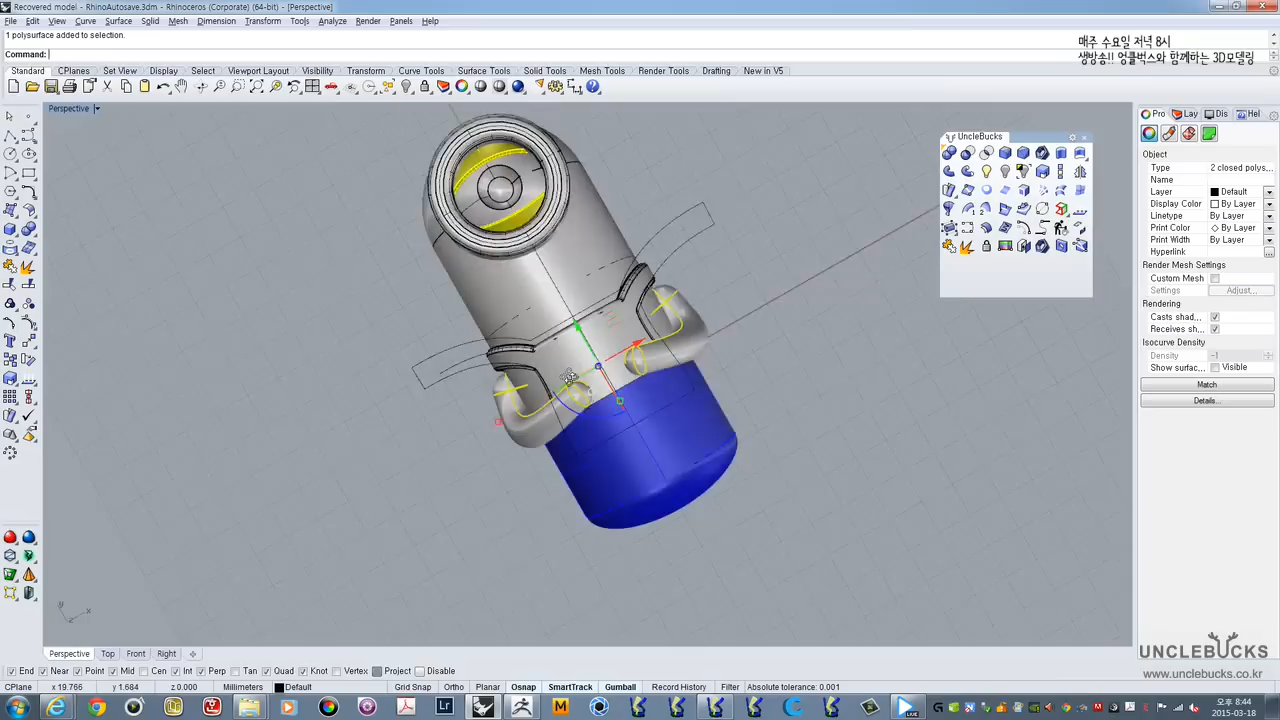 Recovered model - RhinoAutosave.3dm - Rhinoceros (Corporate) (64-bit) - [Perspective]
File Edit View Curve Surface Solid Mesh Dimension Transform Tools Analyze Render Panels Help
1 polysurface added to selection.
Command:
매주 수요일 저녁 8시
생방송!! 엉클벅스와 함께하는 3D모델링
Standard CPlanes Set View Display Select Viewport Layout Visibility Transform Curve Tools Surface Tools Solid Tools Mesh Tools Render Tools Drafting New in V5
Perspective
UncleBucks
Pro Lay Dis Hel
Object
Type 2 closed polys...
Name
Layer Default
Display Color By Layer
Linetype By Layer
Print Color By Layer
Print Width By Layer
Hyperlink
Render Mesh Settings
Custom Mesh
Settings Adjust...
Rendering
Casts shad...
Receives sh...
Isocurve Density
Density -1
Show surfac... Visible
Match
Details...
y
x
Perspective Top Front Right
End Near Point Mid Cen Int Perp Tan Quad Knot Vertex Project Disable
UNCLEBUCKS
www.unclebucks.co.kr
CPlane x 19.766 y 1.684 z 0.000 Millimeters Default Grid Snap Ortho Planar Osnap SmartTrack Gumball Record History Filter Absolute tolerance: 0.001
Lr
LIVE
오후 8:44
2015-03-18